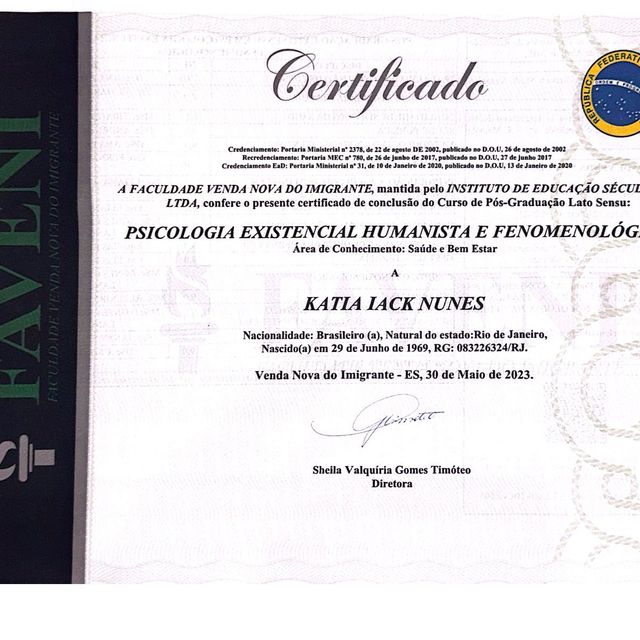 Certificado
REPÚBLICA FEDERATI
Credenciamento: Portaria Ministerial nº 2378, de 22 de agosto DE 2002, publicado no D.O.U, 26 de agosto de 2002
Recredenciamento: Portaria MEC nº 780, de 26 de junho de 2017, publicado no D.O.U, 27 de junho 2017
Credenciamento EaD: Portaria Ministerial nº 31, de 10 de Janeiro de 2020, publicado no D.O.U, 13 de Janeiro de 2020
A FACULDADE VENDA NOVA DO IMIGRANTE, mantida pelo INSTITUTO DE EDUCAÇÃO SÉCUL
LTDA, confere o presente certificado de conclusão do Curso de Pós-Graduação Lato Sensu:
PSICOLOGIA EXISTENCIAL HUMANISTA E FENOMENOLÓG
Área de Conhecimento: Saúde e Bem Estar
A
KATIA IACK NUNES
Nacionalidade: Brasileiro (a), Natural do estado:Rio de Janeiro,
Nascido(a) em 29 de Junho de 1969, RG: 083226324/RJ.
Venda Nova do Imigrante - ES, 30 de Maio de 2023.
Sheila Valquíria Gomes Timóteo
Diretora
FAVENI
FACULDADE VENDA NOVA DO IMIGRANTE